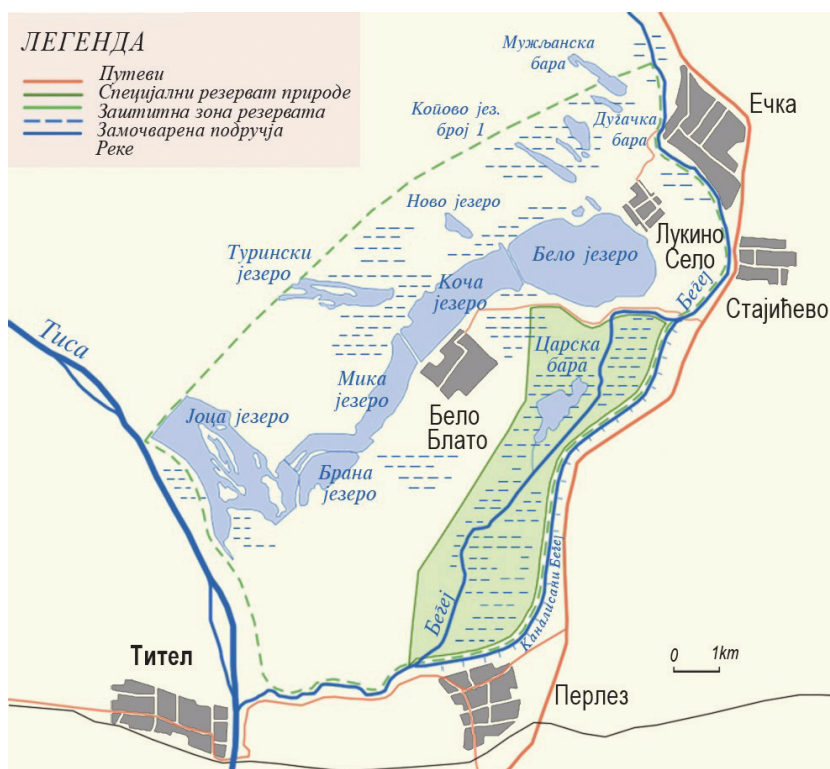 ЛЕГЕНДА
Путеви
Специјални резерват природе
Заштитна зона резервата
Замочварена подручја
Реке
Мужљанска
бара
Ечка
Копово јез.
број 1
Дугачка
бара
Ново језеро
Лукино
Село
Турински
језеро
Коча
језеро
Бело језеро
Бегеј
Стајићево
Тиса
Царска
бара
Мика
језеро
Бело
Блато
Јоца језеро
Брана
језеро
Бегеј
Каналисани Бегеј
Тител
0 1km
Перлез